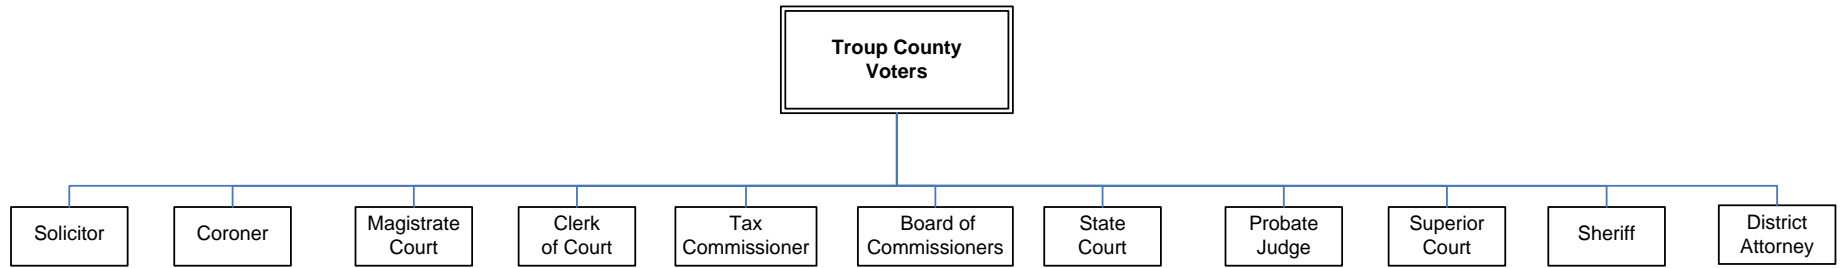 Troup County
Voters
Solicitor
Coroner
Magistrate
Court
Clerk
of Court
Tax
Commissioner
Board of
Commissioners
State
Court
Probate
Judge
Superior
Court
Sheriff
District
Attorney